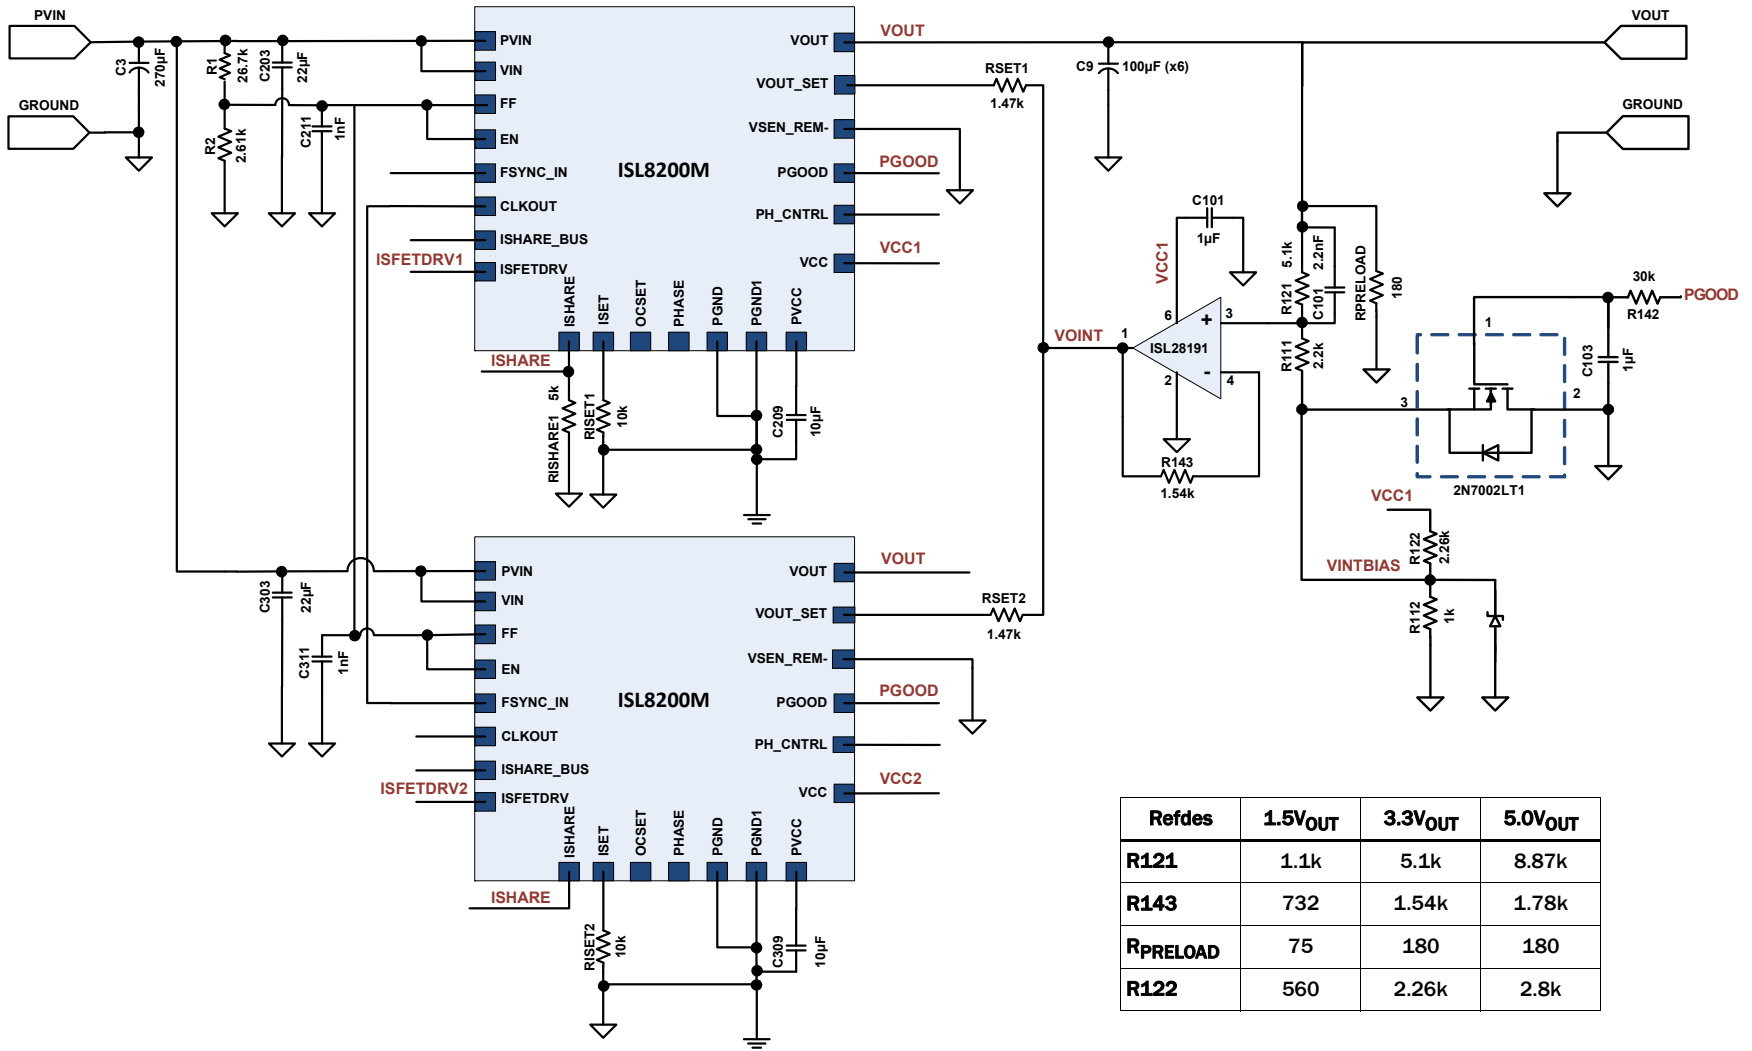 PVIN
GROUND
C3
270µF
R1
26.7k
C203
22µF
R2
2.61k
C211
1nF
PVIN
VIN
FF
EN
FSYNC_IN
CLKOUT
ISHARE_BUS
ISFETDRV
ISFETDRV1
ISL8200M
VOUT
VOUT_SET
VSEN_REM-
PGOOD
PH_CNTRL
VCC
ISHARE
ISET
OCSET
PHASE
PGND
PGND1
PVCC
VOUT
PGOOD
VCC1
ISHARE
RISHARE1
5k
RISET1
10k
C209
10µF
RSET1
1.47k
C9
100µF (x6)
VOUT
GROUND
C101
1µF
VCC1
VOINT
1
6
3
2
4
+
-
ISL28191
R143
1.54k
R121
5.1k
C101
2.2nF
RPRELOAD
180
R111
2.2k
30k
R142
PGOOD
C103
1µF
1
2
3
2N7002LT1
VCC1
R122
2.26k
VINTBIAS
R112
1k
C303
22µF
C311
1nF
PVIN
VIN
FF
EN
FSYNC_IN
CLKOUT
ISHARE_BUS
ISFETDRV
ISFETDRV2
ISL8200M
VOUT
VOUT_SET
VSEN_REM-
PGOOD
PH_CNTRL
VCC
ISHARE
ISET
OCSET
PHASE
PGND
PGND1
PVCC
VOUT
PGOOD
VCC2
RSET2
1.47k
ISHARE
RISET2
10k
C309
10µF
Refdes 1.5VOUT 3.3VOUT 5.0VOUT
R121 1.1k 5.1k 8.87k
R143 732 1.54k 1.78k
RPRELOAD 75 180 180
R122 560 2.26k 2.8k